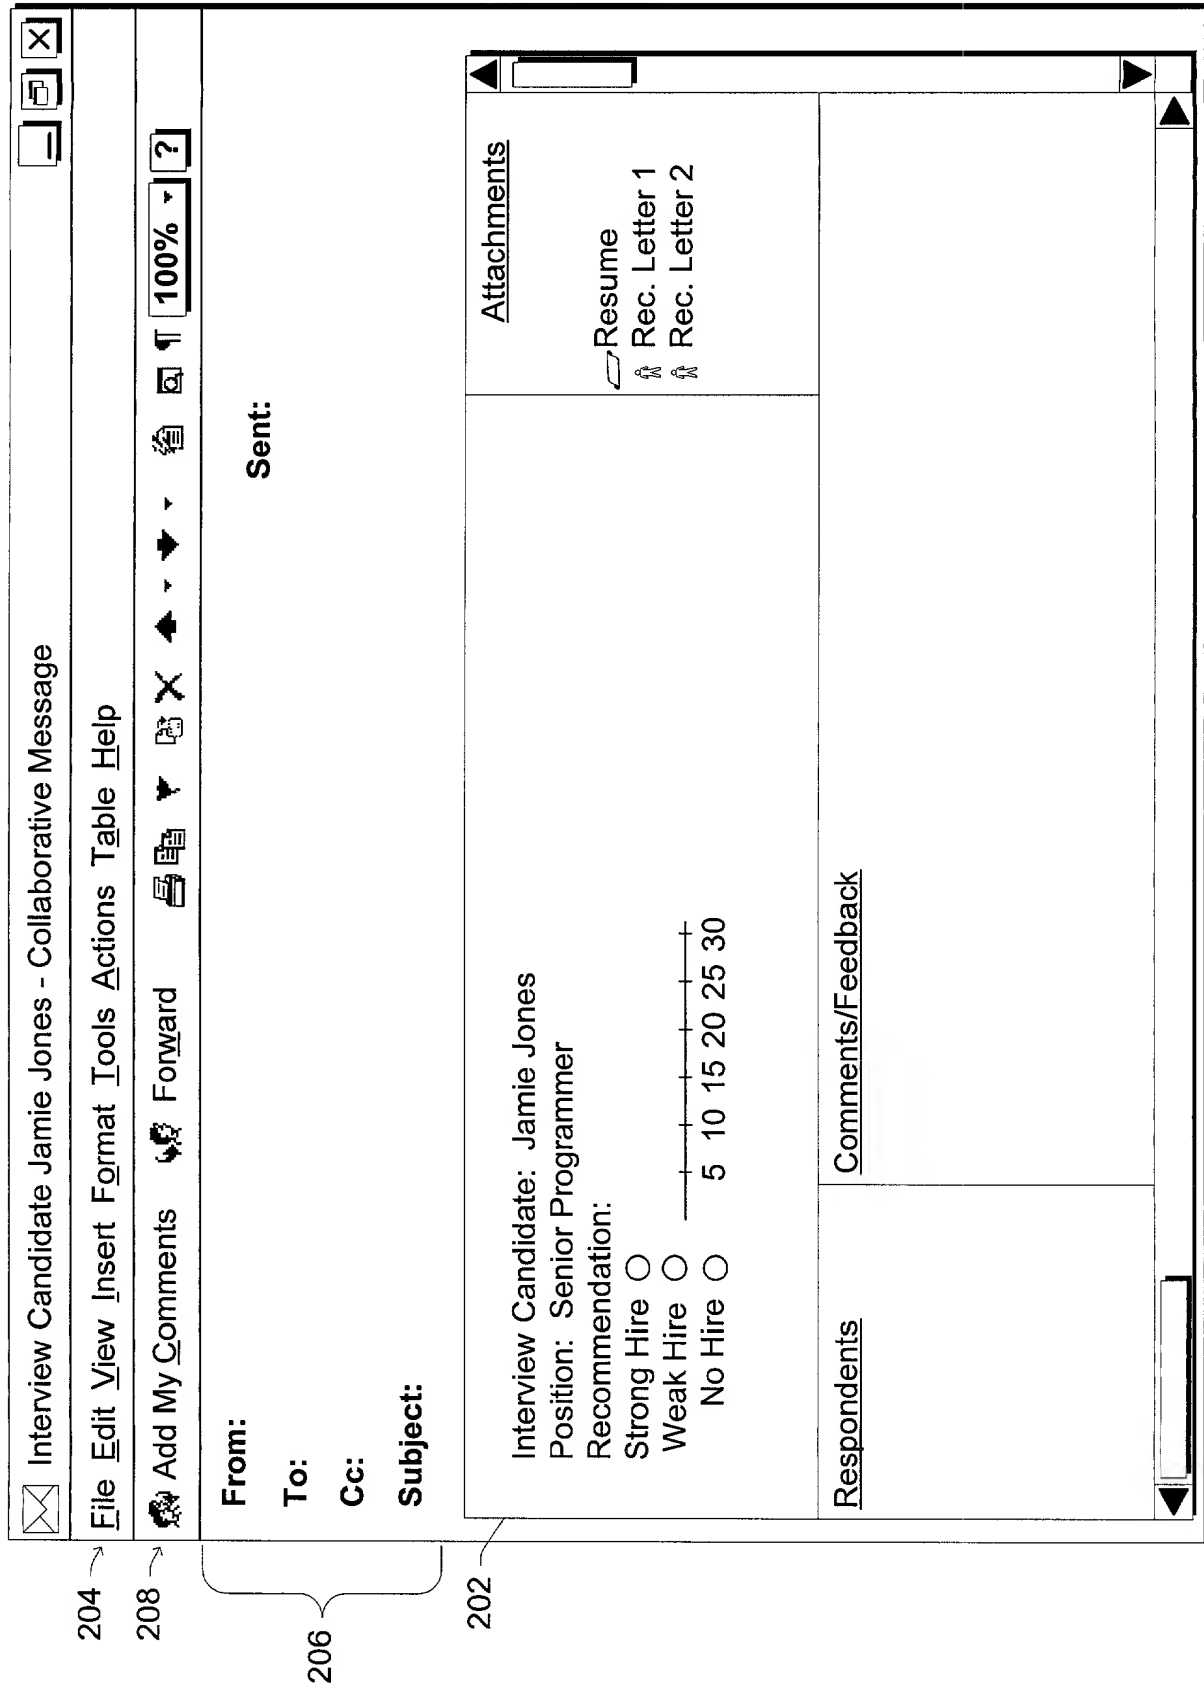 Interview Candidate Jamie Jones - Collaborative Message
204
File Edit View Insert Format Tools Actions Table Help
208
Add My Comments Forward 100% ?
206
From: Sent:
To:
Cc:
Subject:
202
Interview Candidate: Jamie Jones
Position: Senior Programmer
Recommendation:
Strong Hire
Weak Hire
No Hire
5 10 15 20 25 30
Attachments
Resume
Rec. Letter 1
Rec. Letter 2
Respondents
Comments/Feedback